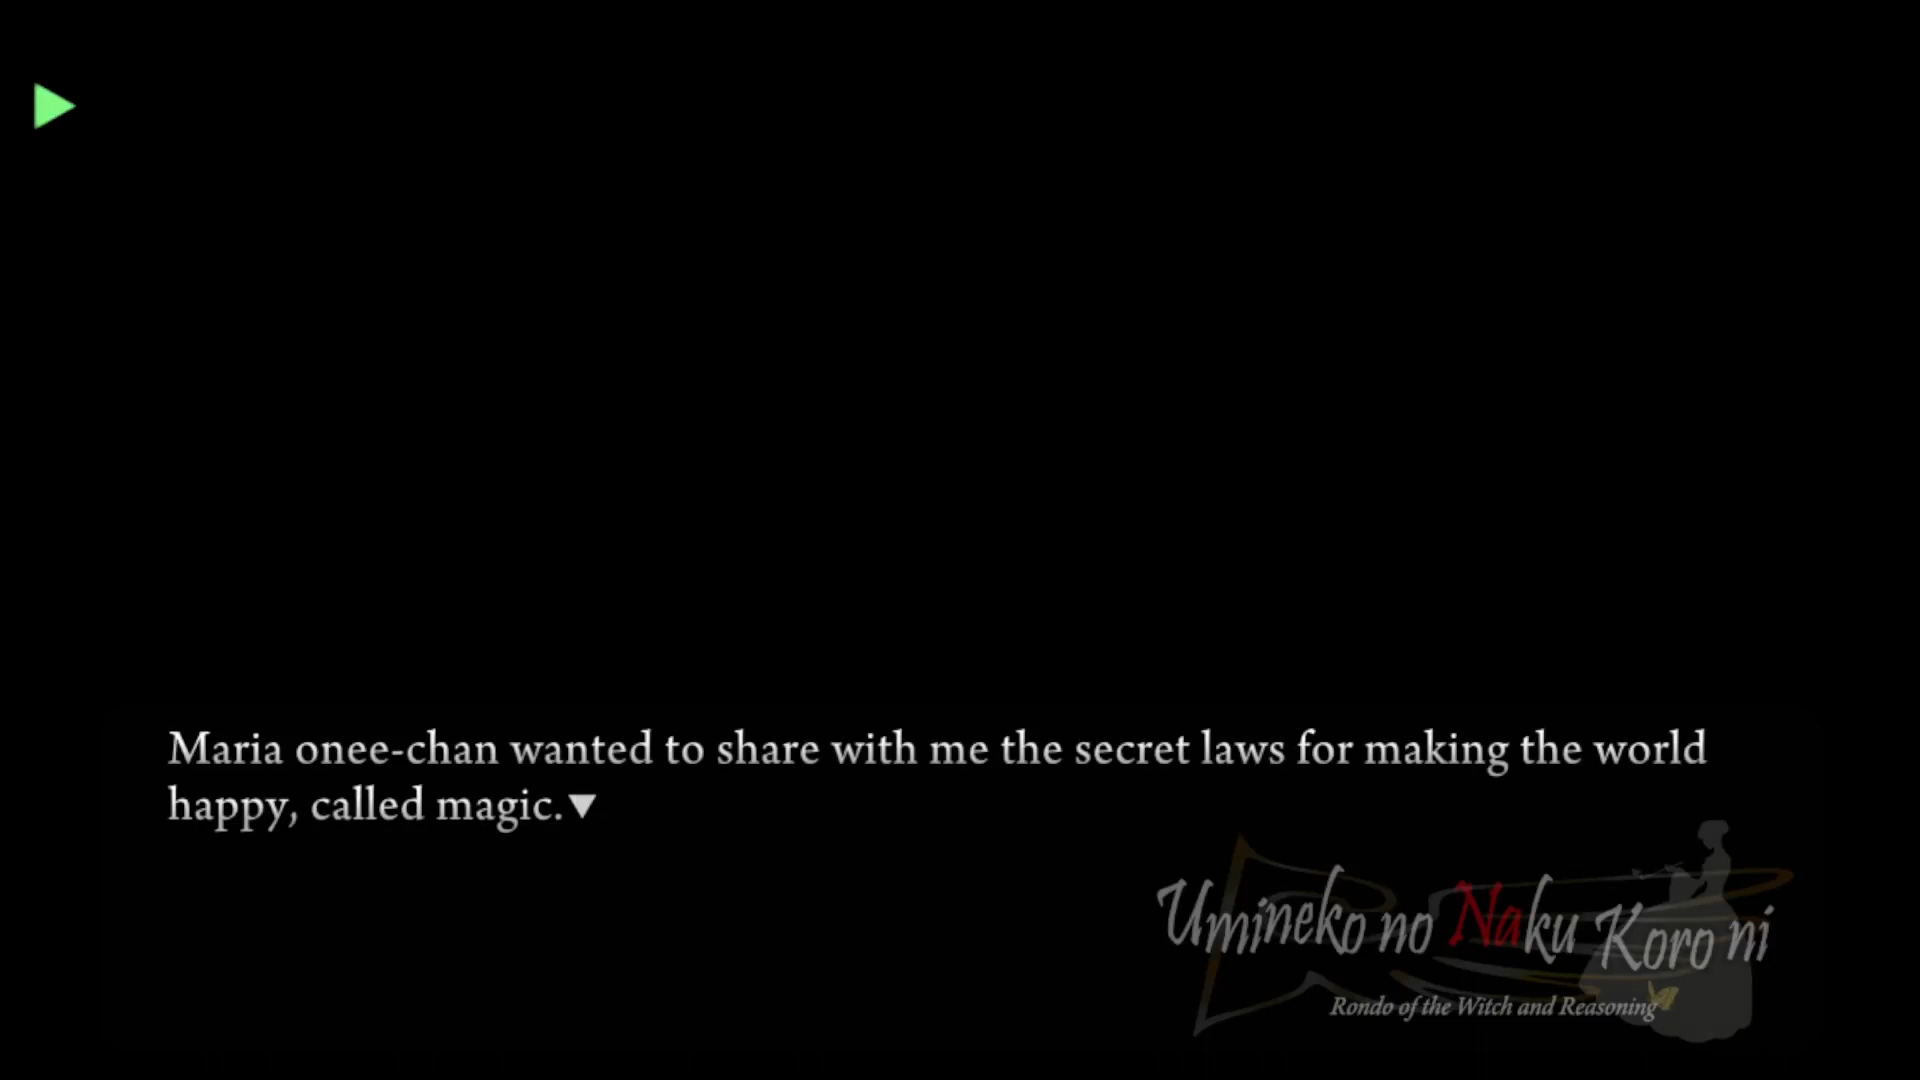 Maria onee-chan wanted to share with me the secret laws for making the world
happy, called magic.
Umineko no Naku Koro ni
Rondo of the Witch and Reasoning